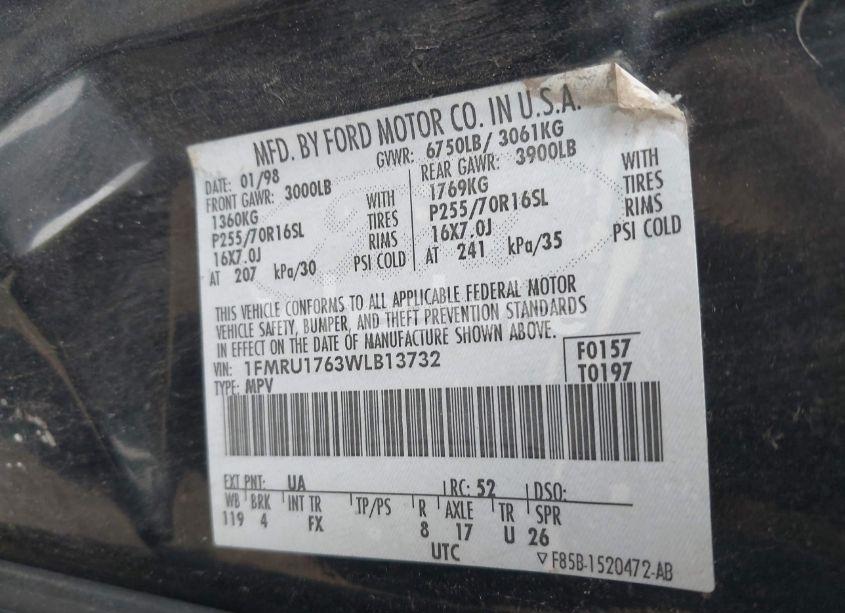 MFD. BY FORD MOTOR CO. IN U.S.A.
DATE: 01/98 GVWR: 6750LB/ 3061KG
FRONT GAWR: 3000LB REAR GAWR: 3900LB
1360KG WITH 1769KG WITH
P255/70R16SL TIRES P255/70R16SL TIRES
16X7.0J RIMS 16X7.0J RIMS
AT 207 kPa/30 PSI COLD AT 241 kPa/35 PSI COLD
THIS VEHICLE CONFORMS TO ALL APPLICABLE FEDERAL MOTOR
VEHICLE SAFETY, BUMPER, AND THEFT PREVENTION STANDARDS
IN EFFECT ON THE DATE OF MANUFACTURE SHOWN ABOVE.
VIN: 1FMRU1763WLB13732 F0157
TYPE: MPV T0197
EXT PNT: UA RC: 52 DSO:
WB BRK INT TR TP/PS R AXLE TR SPR
119 4 FX 8 17 U 26
UTC ▽F85B-1520472-AB